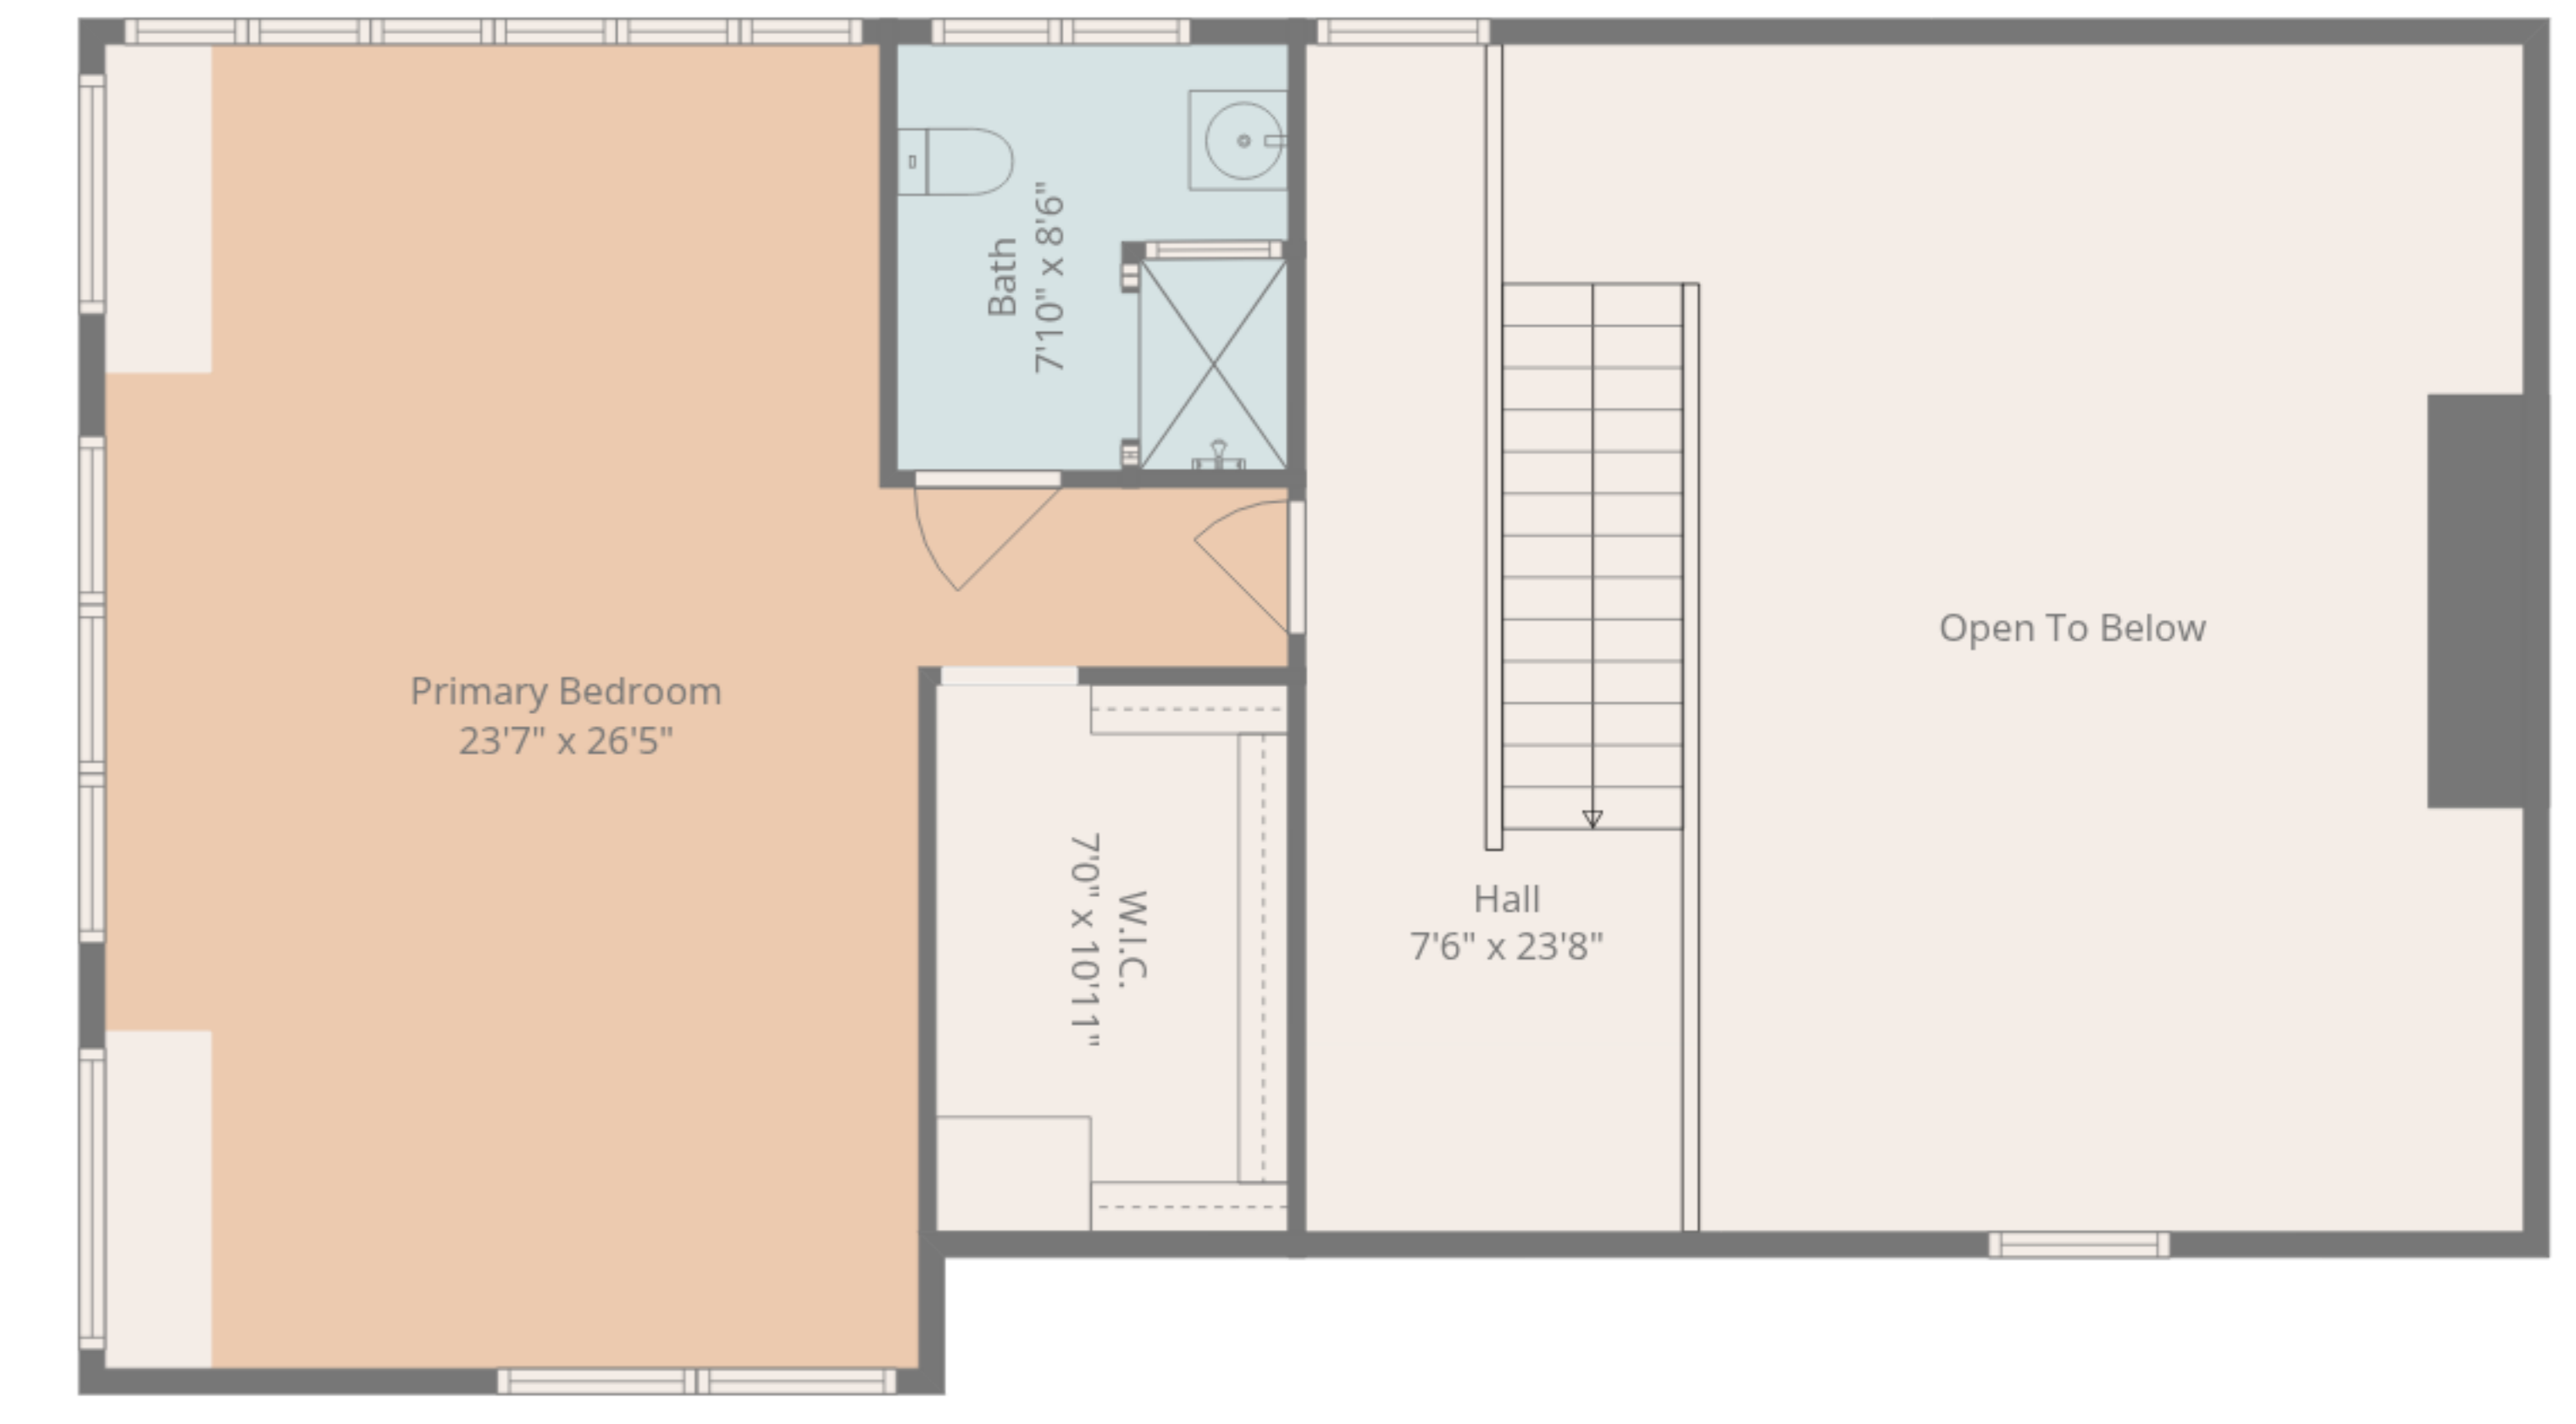 Bath
7'10" x 8'6"
Primary Bedroom
23'7" x 26'5"
W.I.C.
7'0" x 10'11"
Hall
7'6" x 23'8"
Open To Below